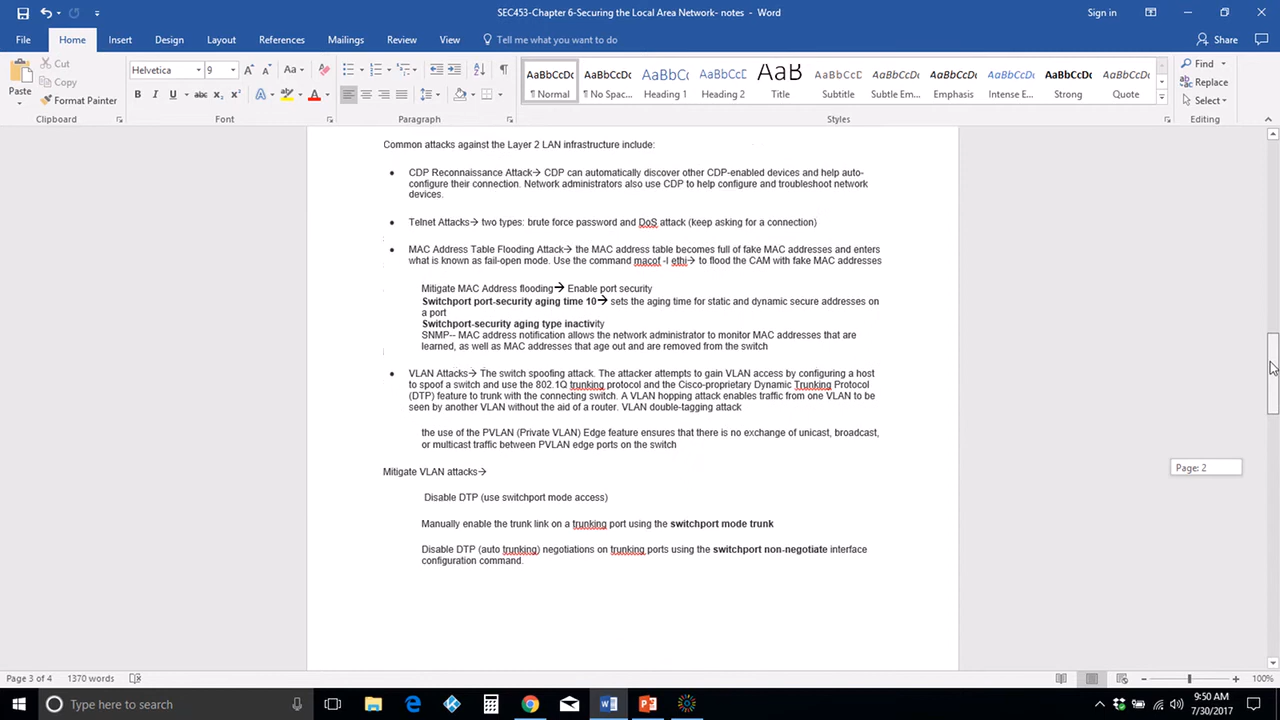 SEC453-Chapter 6-Securing the Local Area Network- notes - Word
Sign in
File Home Insert Design Layout References Mailings Review View Tell me what you want to do Share
Paste
Cut
Copy
Format Painter
Clipboard
Helvetica 9
Font
Paragraph
AaBbCcDc AaBbCcDc AaBbCcDc AaBbCcDc AaB AaBbCcDc AaBbCcDc AaBbCcDc AaBbCcDc AaBbCcDc AaBbCcDc
¶ Normal ¶ No Spac... Heading 1 Heading 2 Title Subtitle Subtle Em... Emphasis Intense E... Strong Quote
Styles
Find
Replace
Select
Editing
Common attacks against the Layer 2 LAN infrastructure include:
• CDP Reconnaissance Attack→ CDP can automatically discover other CDP-enabled devices and help auto-
configure their connection. Network administrators also use CDP to help configure and troubleshoot network
devices.
• Telnet Attacks→ two types: brute force password and DoS attack (keep asking for a connection)
• MAC Address Table Flooding Attack→ the MAC address table becomes full of fake MAC addresses and enters
what is known as fail-open mode. Use the command macof -I ethi→ to flood the CAM with fake MAC addresses
Mitigate MAC Address flooding→ Enable port security
Switchport port-security aging time 10→ sets the aging time for static and dynamic secure addresses on
a port
Switchport-security aging type inactivity
SNMP-- MAC address notification allows the network administrator to monitor MAC addresses that are
learned, as well as MAC addresses that age out and are removed from the switch
• VLAN Attacks→ The switch spoofing attack. The attacker attempts to gain VLAN access by configuring a host
to spoof a switch and use the 802.1Q trunking protocol and the Cisco-proprietary Dynamic Trunking Protocol
(DTP) feature to trunk with the connecting switch. A VLAN hopping attack enables traffic from one VLAN to be
seen by another VLAN without the aid of a router. VLAN double-tagging attack
the use of the PVLAN (Private VLAN) Edge feature ensures that there is no exchange of unicast, broadcast,
or multicast traffic between PVLAN edge ports on the switch
Page: 2
Mitigate VLAN attacks→
Disable DTP (use switchport mode access)
Manually enable the trunk link on a trunking port using the switchport mode trunk
Disable DTP (auto trunking) negotiations on trunking ports using the switchport non-negotiate interface
configuration command.
Page 3 of 4 1370 words
100%
Type here to search
9:50 AM
7/30/2017